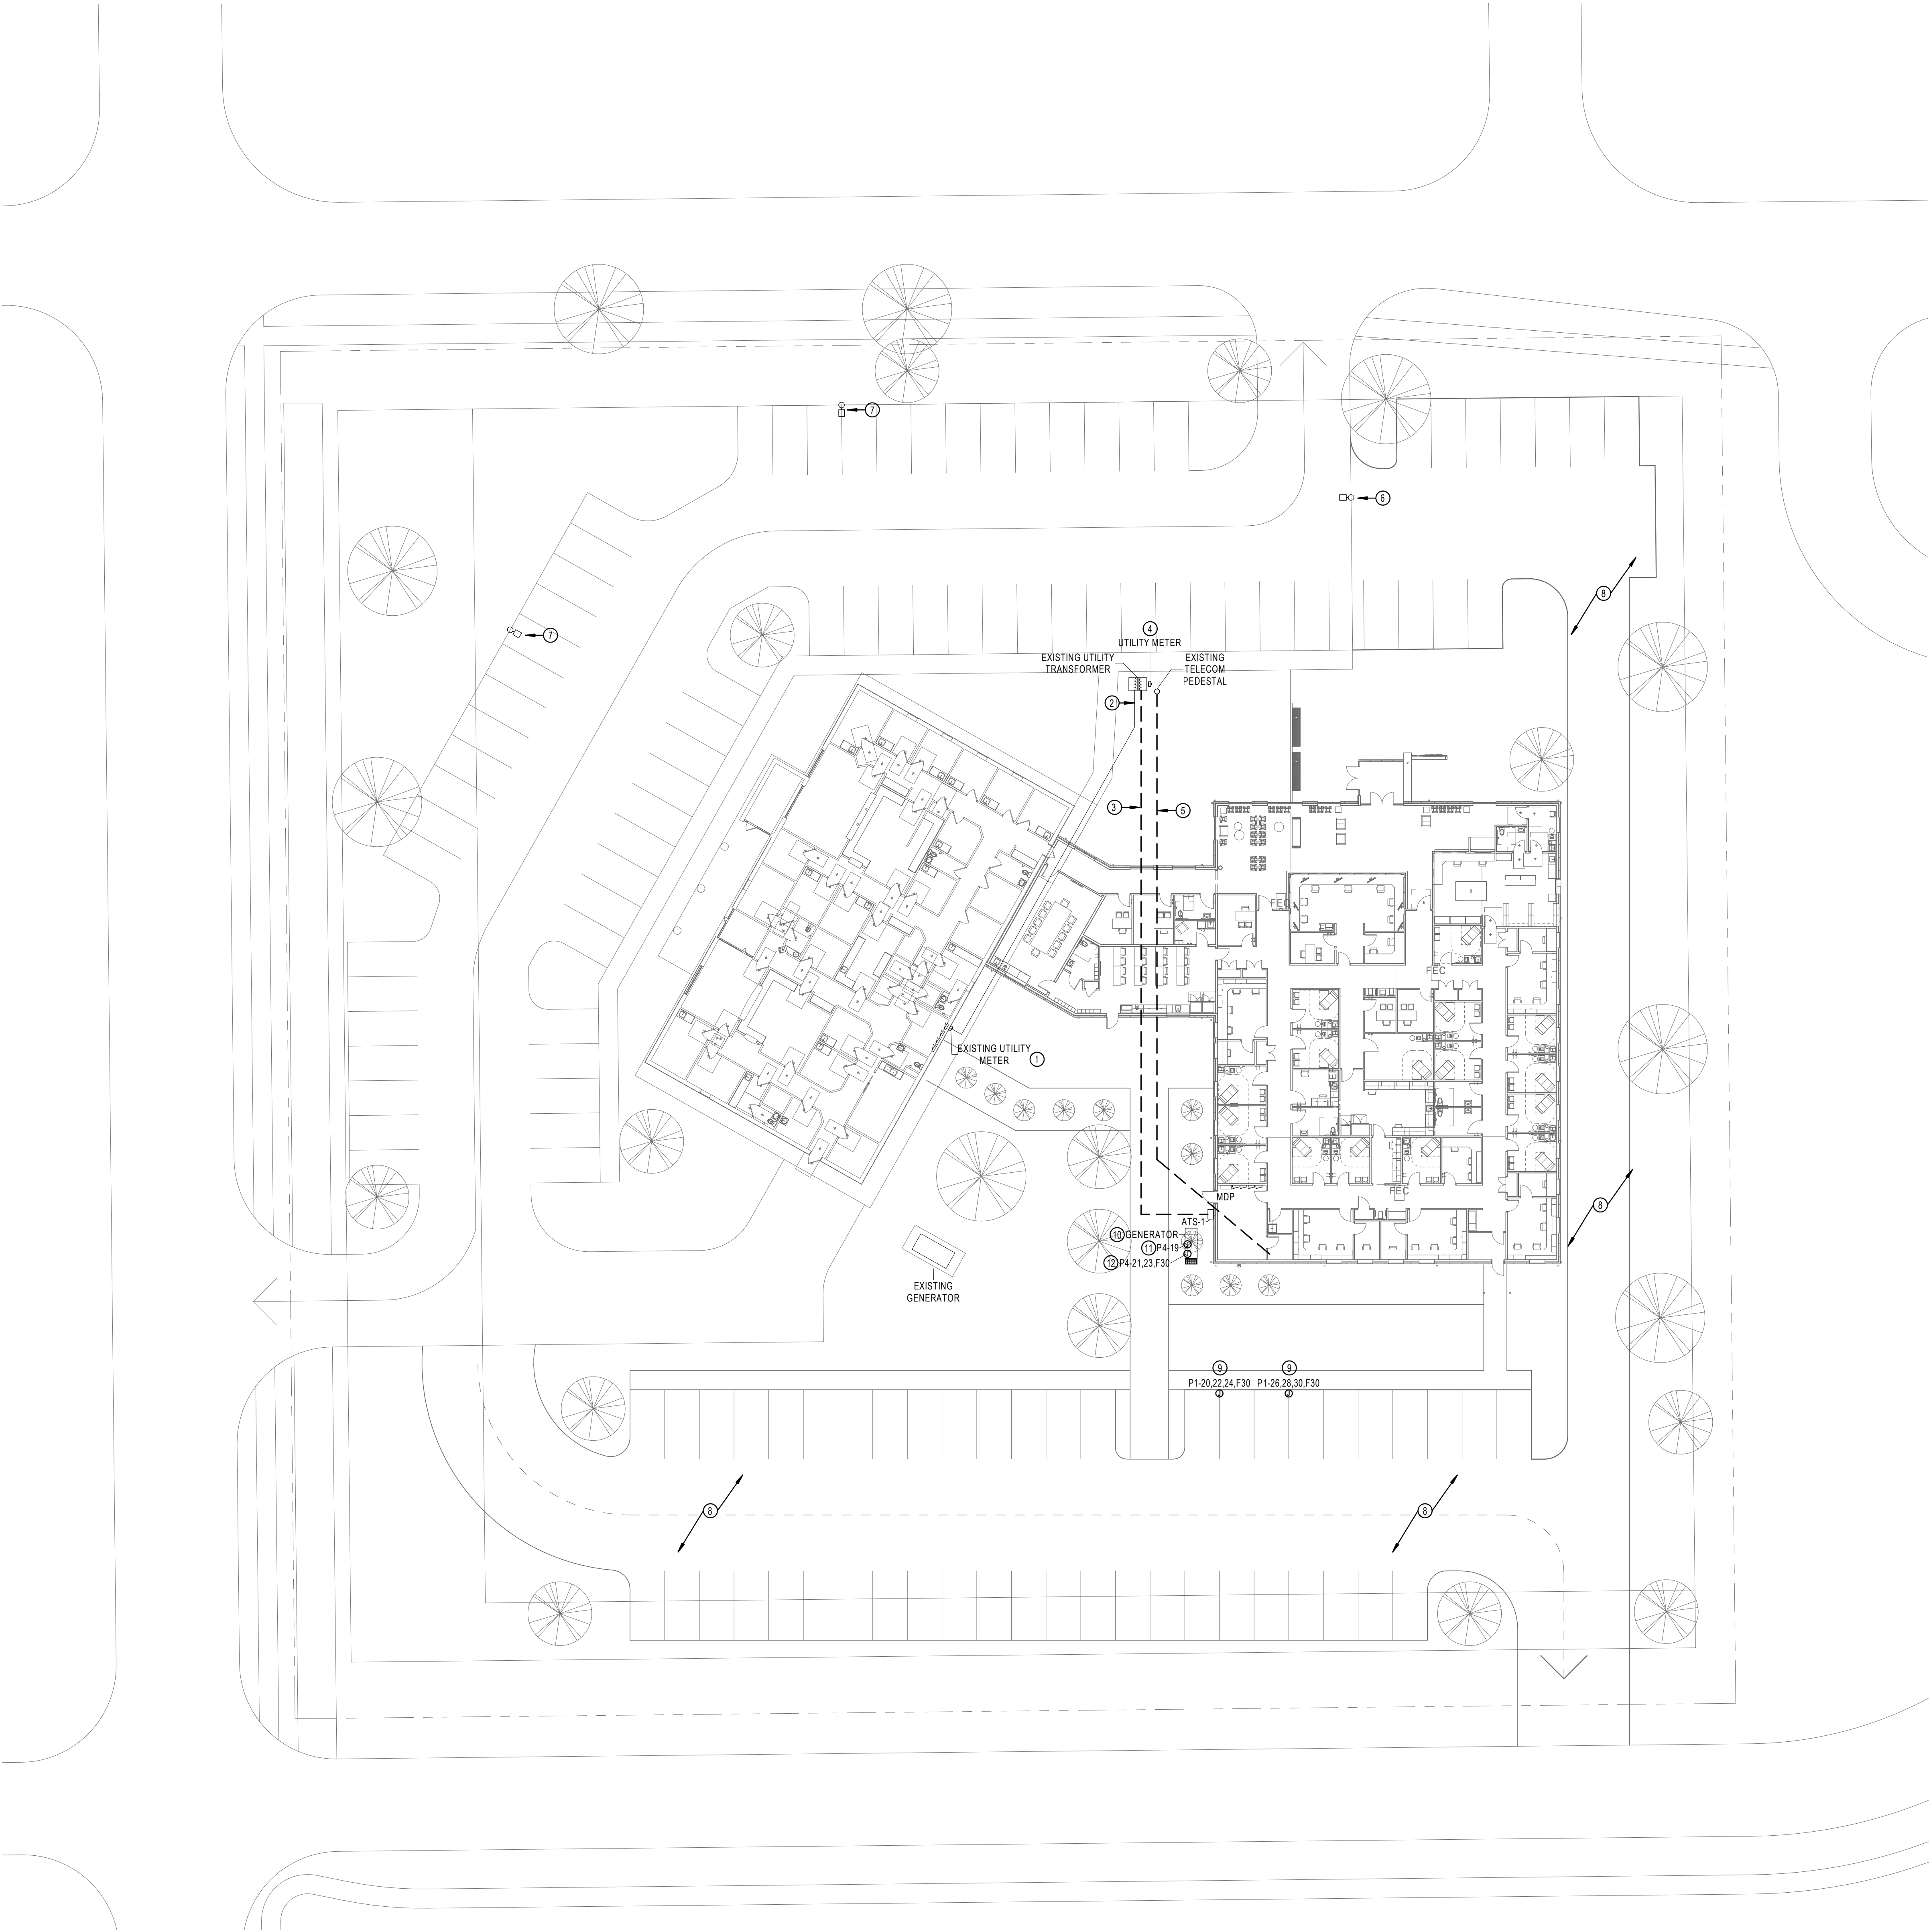 7
6
8
7
4
UTILITY METER
EXISTING UTILITY
TRANSFORMER
EXISTING
TELECOM
PEDESTAL
2
3
5
FEC
FEC
EXISTING UTILITY
METER
1
FEC
MDP
ATS-1
8
10 GENERATOR
11 P4-19
12 P4-21,23,F30
EXISTING
GENERATOR
9
9
P1-20,22,24,F30
P1-26,28,30,F30
J
J
8
8